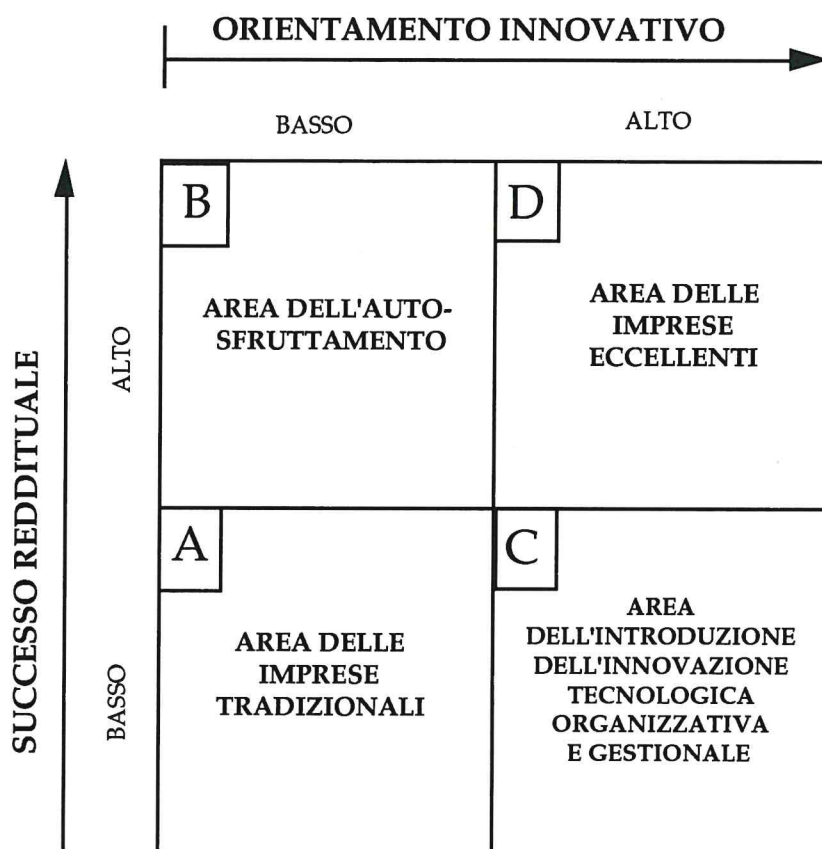 ORIENTAMENTO INNOVATIVO
BASSO
ALTO
SUCCESSO REDDITUALE
ALTO
BASSO
B
AREA DELL'AUTO-
SFRUTTAMENTO
D
AREA DELLE
IMPRESE
ECCELLENTI
A
AREA DELLE
IMPRESE
TRADIZIONALI
C
AREA
DELL'INTRODUZIONE
DELL'INNOVAZIONE
TECNOLOGICA
ORGANIZZATIVA
E GESTIONALE